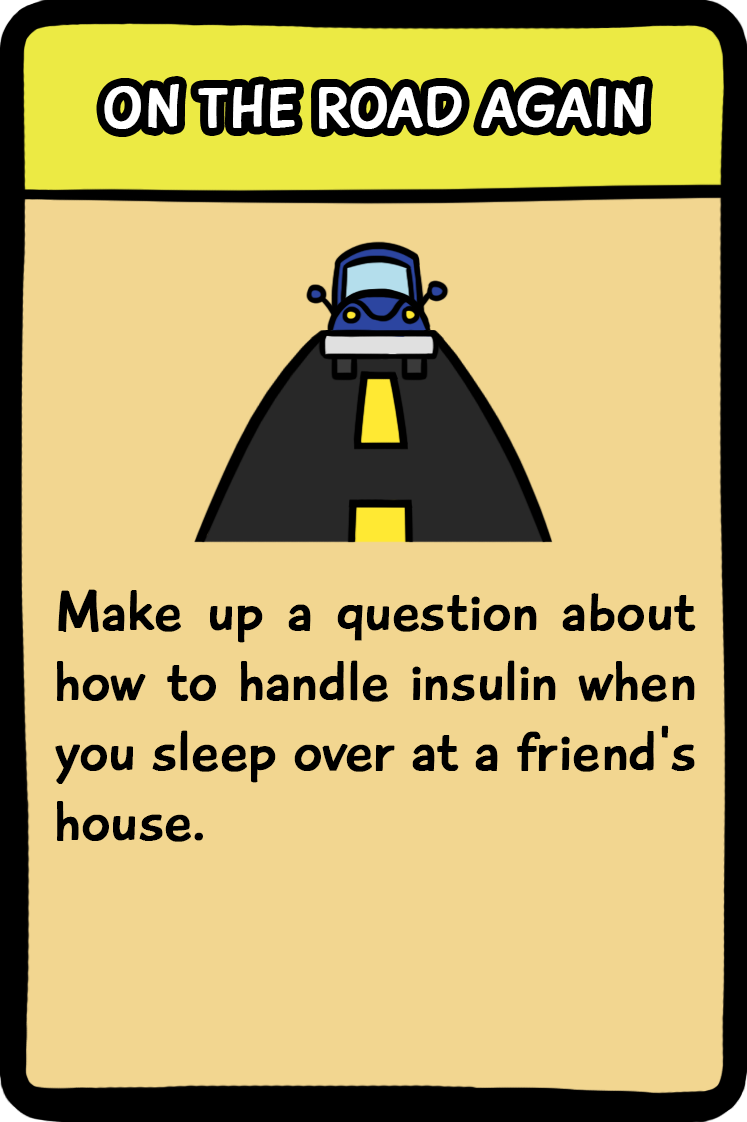 ON THE ROAD AGAIN
Make up a question about
how to handle insulin when
you sleep over at a friend's
house.